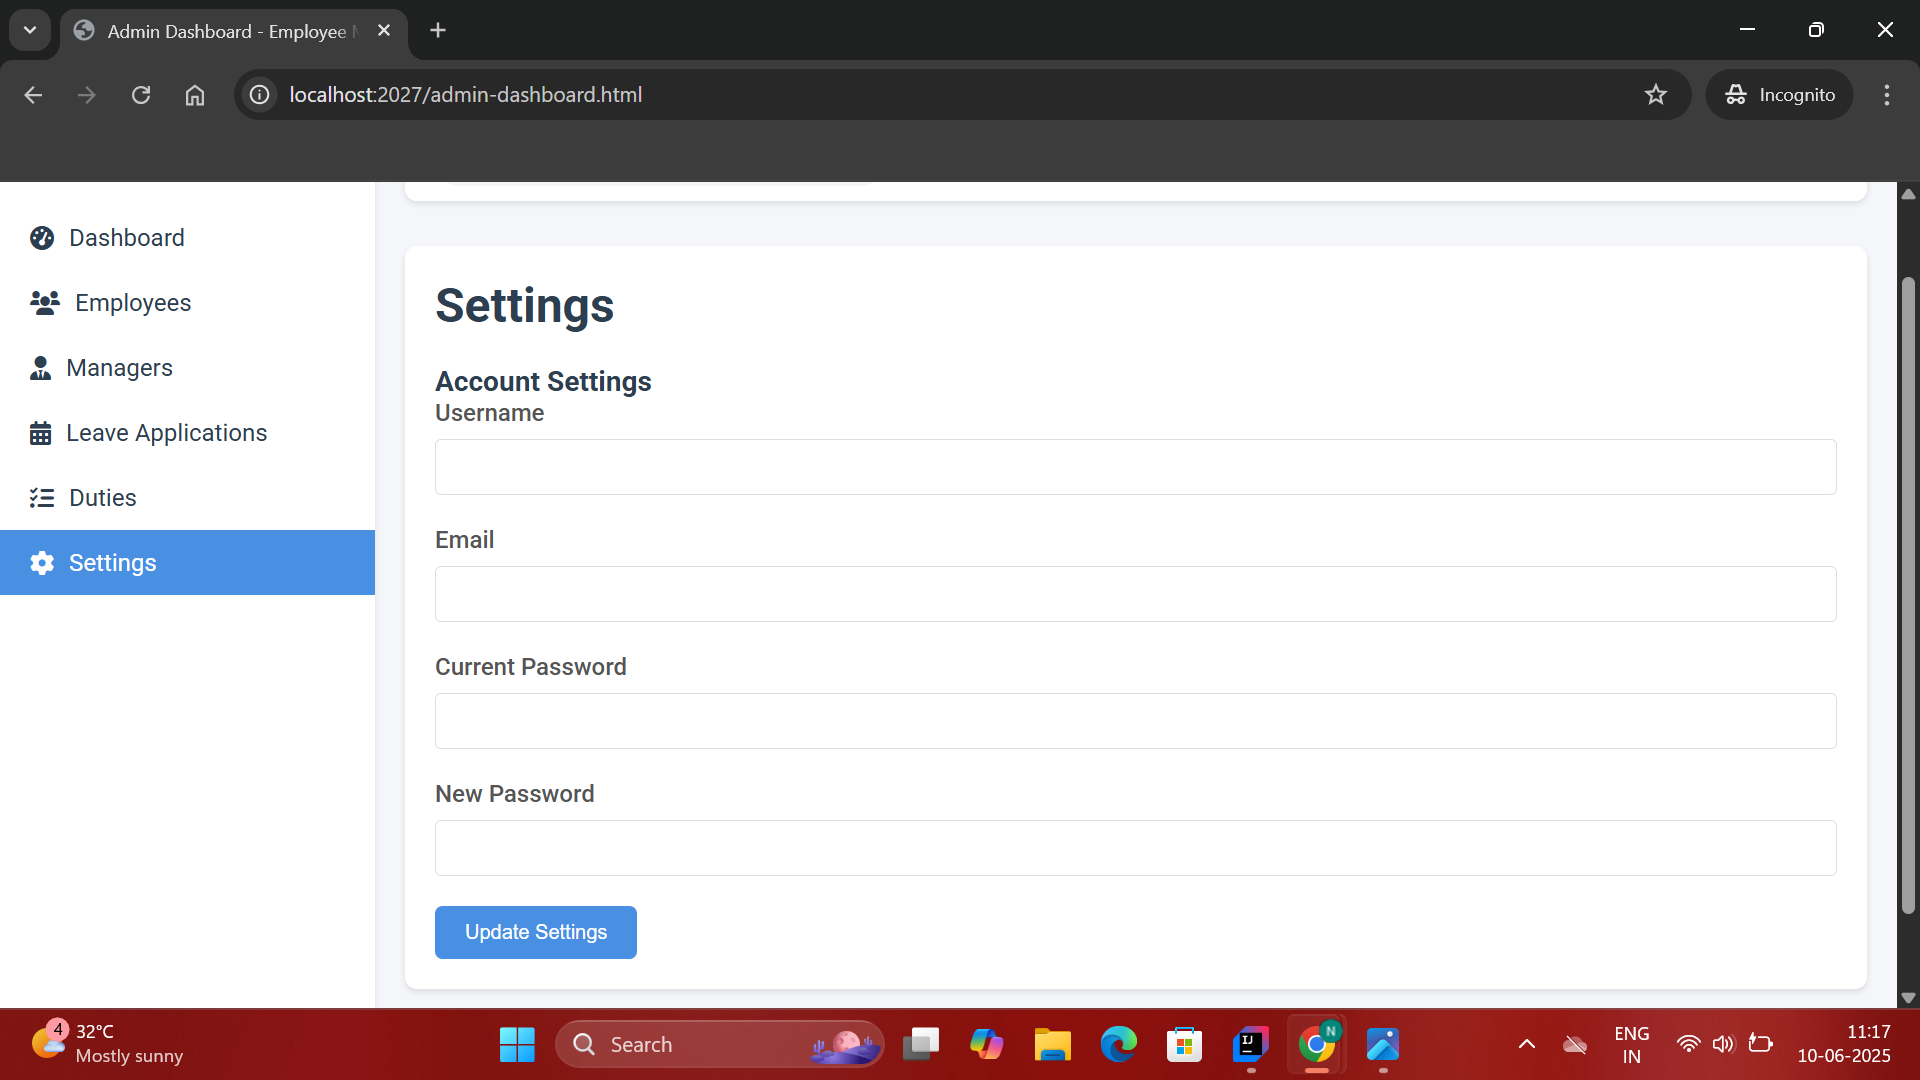 Admin Dashboard - Employee
localhost:2027/admin-dashboard.html
Incognito
Dashboard
Employees
Managers
Leave Applications
Duties
Settings
Settings
Account Settings
Username
Email
Current Password
New Password
Update Settings
4
32°C
Mostly sunny
Search
IJ
N
ENG
IN
11:17
10-06-2025